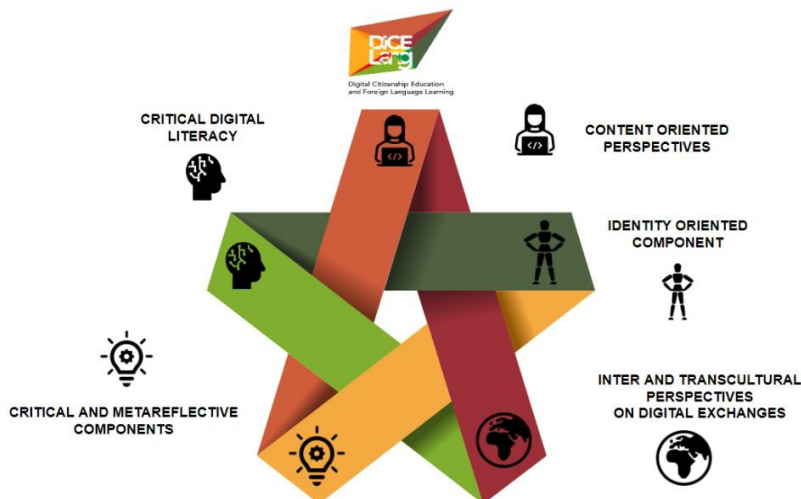 DiCE
Lang
Digital Citizenship Education
and Foreign Language Learning
CRITICAL DIGITAL
LITERACY
CONTENT ORIENTED
PERSPECTIVES
IDENTITY ORIENTED
COMPONENT
CRITICAL AND METAREFLECTIVE
COMPONENTS
INTER AND TRANSCULTURAL
PERSPECTIVES
ON DIGITAL EXCHANGES